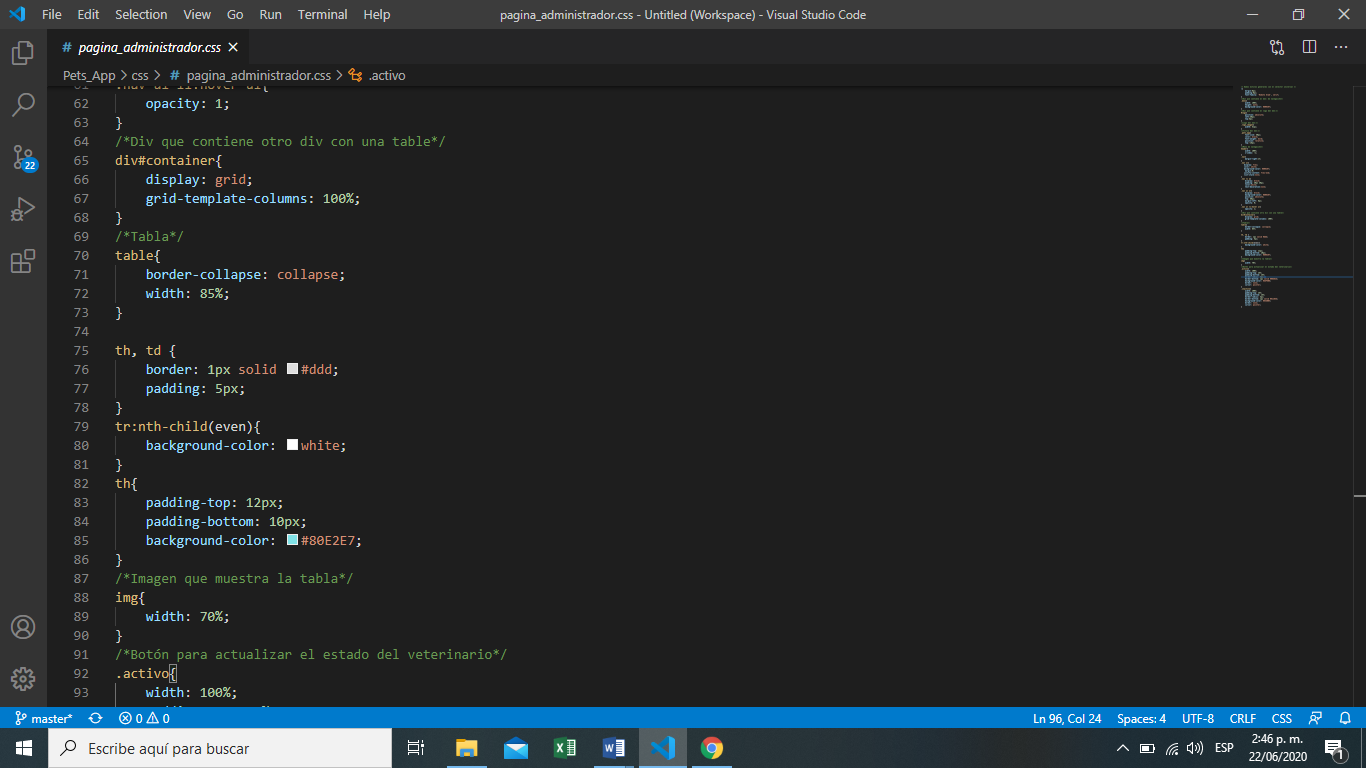 File Edit Selection View Go Run Terminal Help pagina_administrador.css - Untitled (Workspace) - Visual Studio Code
# pagina_administrador.css
Pets_App > css > # pagina_administrador.css > .activo
61 .nav ul li:hover ul{
62 opacity: 1;
63 }
64 /*Div que contiene otro div con una table*/
65 div#container{
66 display: grid;
67 grid-template-columns: 100%;
68 }
69 /*Tabla*/
70 table{
71 border-collapse: collapse;
72 width: 85%;
73 }
74
75 th, td {
76 border: 1px solid #ddd;
77 padding: 5px;
78 }
79 tr:nth-child(even){
80 background-color: white;
81 }
82 th{
83 padding-top: 12px;
84 padding-bottom: 10px;
85 background-color: #80E2E7;
86 }
87 /*Imagen que muestra la tabla*/
88 img{
89 width: 70%;
90 }
91 /*Botón para actualizar el estado del veterinario*/
92 .activo{
93 width: 100%;
22
master* 0 0 Ln 96, Col 24 Spaces: 4 UTF-8 CRLF CSS
Escribe aquí para buscar
ESP
2:46 p. m.
22/06/2020
1